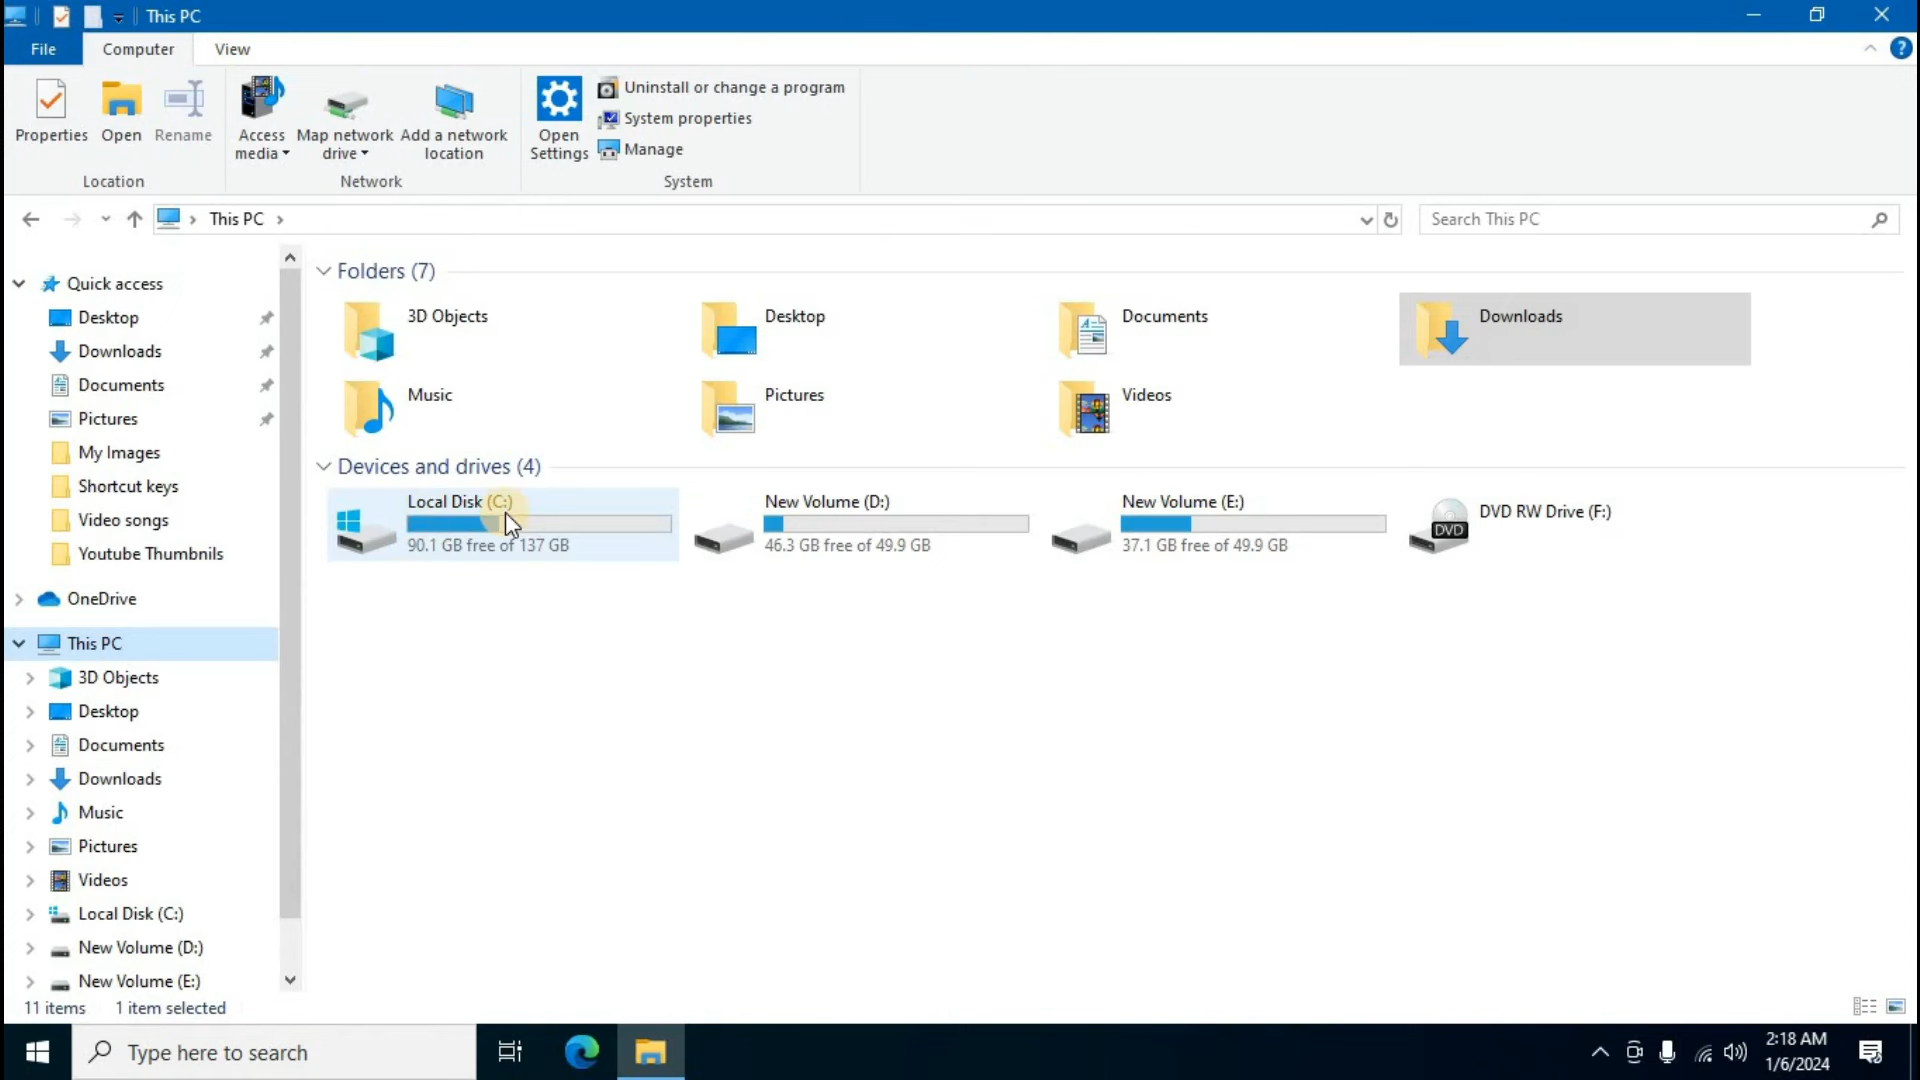 This PC
File Computer View
Properties Open Rename
Access media
Map network drive
Add a network location
Open Settings
Uninstall or change a program
System properties
Manage
Location Network System
This PC
Search This PC
Quick access
Desktop
Downloads
Documents
Pictures
My Images
Shortcut keys
Video songs
Youtube Thumbnils
OneDrive
This PC
3D Objects
Desktop
Documents
Downloads
Music
Pictures
Videos
Local Disk (C:)
New Volume (D:)
New Volume (E:)
Folders (7)
3D Objects Desktop Documents Downloads
Music Pictures Videos
Devices and drives (4)
Local Disk (C:)
90.1 GB free of 137 GB
New Volume (D:)
46.3 GB free of 49.9 GB
New Volume (E:)
37.1 GB free of 49.9 GB
DVD
DVD RW Drive (F:)
11 items 1 item selected
Type here to search
2:18 AM
1/6/2024